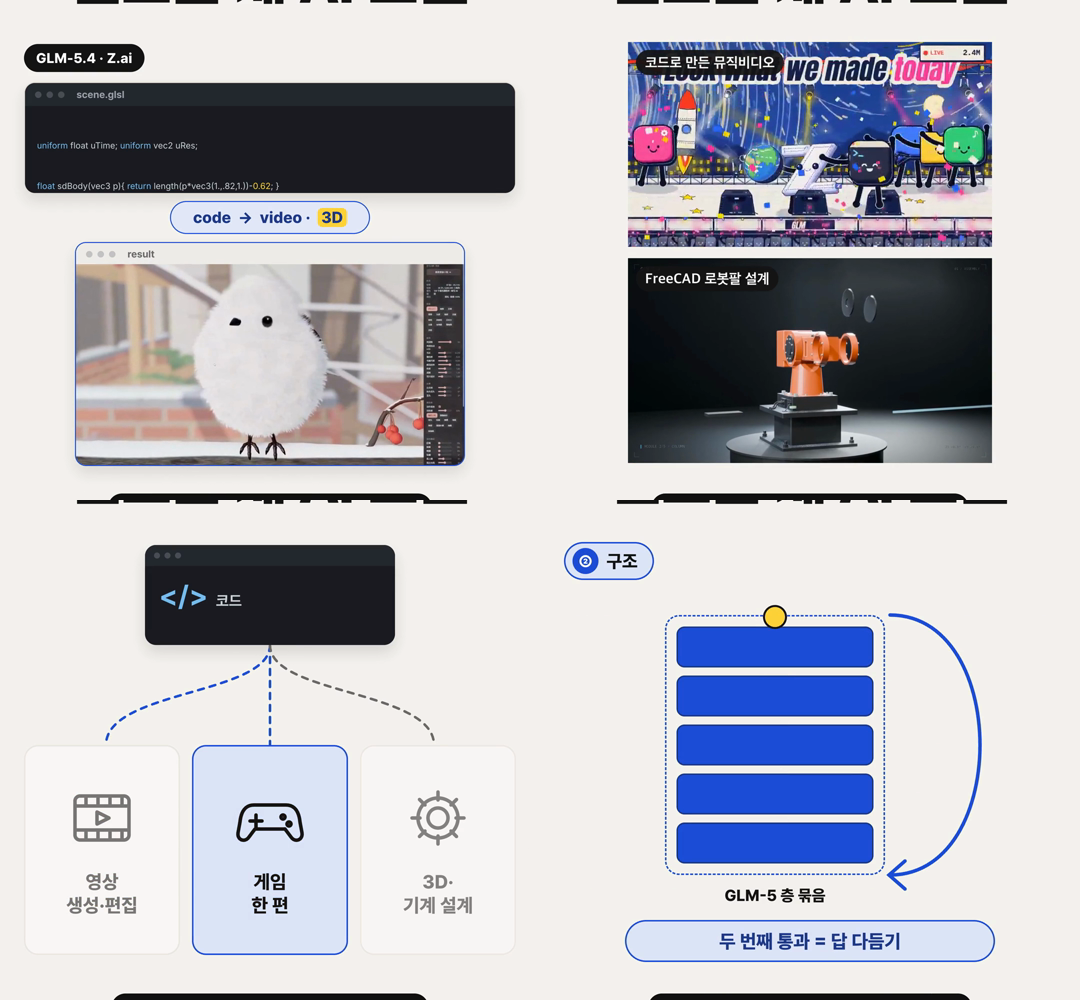 GLM-5.4 · Z.ai
scene.glsl
uniform float uTime; uniform vec2 uRes;
float sdBody(vec3 p){ return length(p*vec3(1.,.82,1.))-0.62; }
code → video · 3D
result
코드로 만든 뮤직비디오
LIVE 2.4M
we made today
GLM
FreeCAD 로봇팔 설계
</> 코드
영상
생성·편집
게임
한 편
3D·
기계 설계
2 구조
GLM-5 층 묶음
두 번째 통과 = 답 다듬기